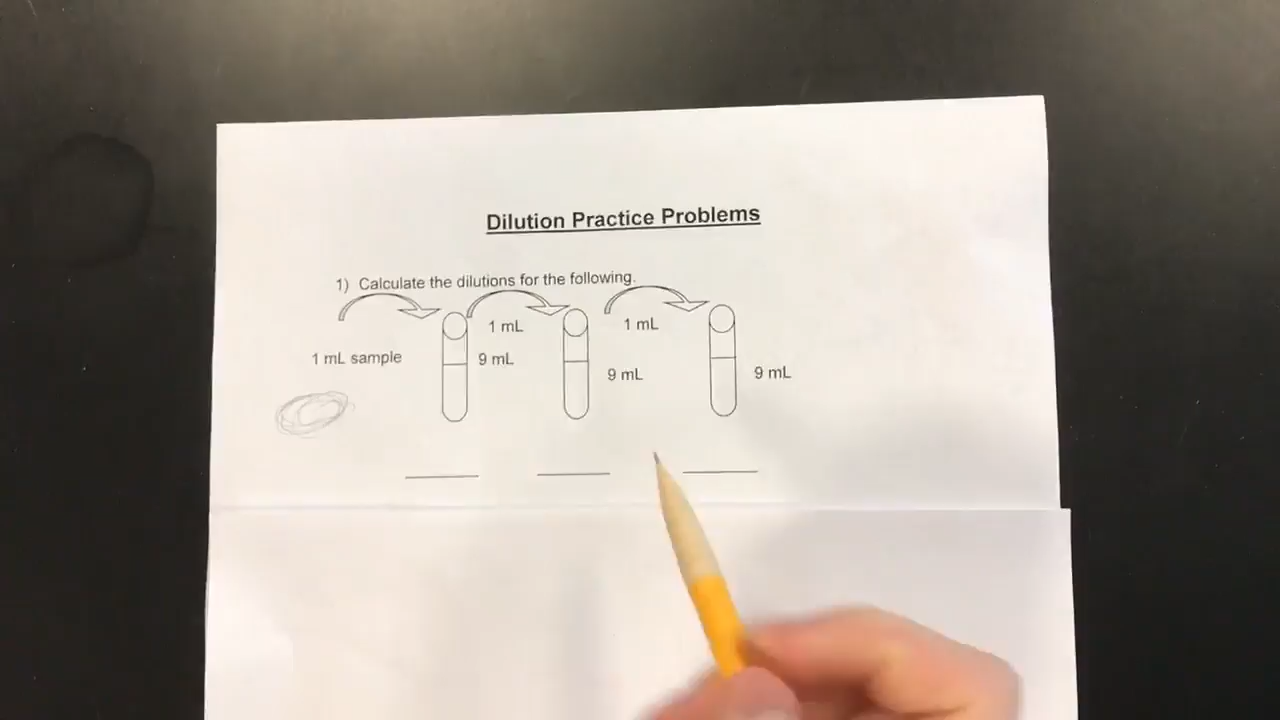 Dilution Practice Problems
1) Calculate the dilutions for the following.
1 mL 1 mL
1 mL sample 9 mL
9 mL 9 mL